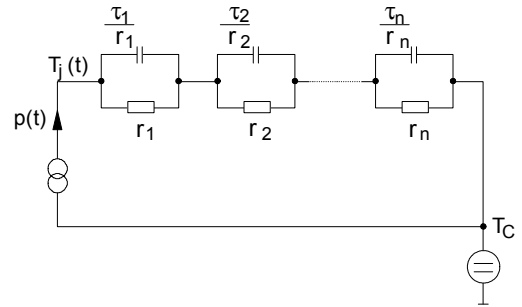 τ1 τ2 τn
r1 r2 rn
Tj(t)
p(t) r1 r2 rn
TC